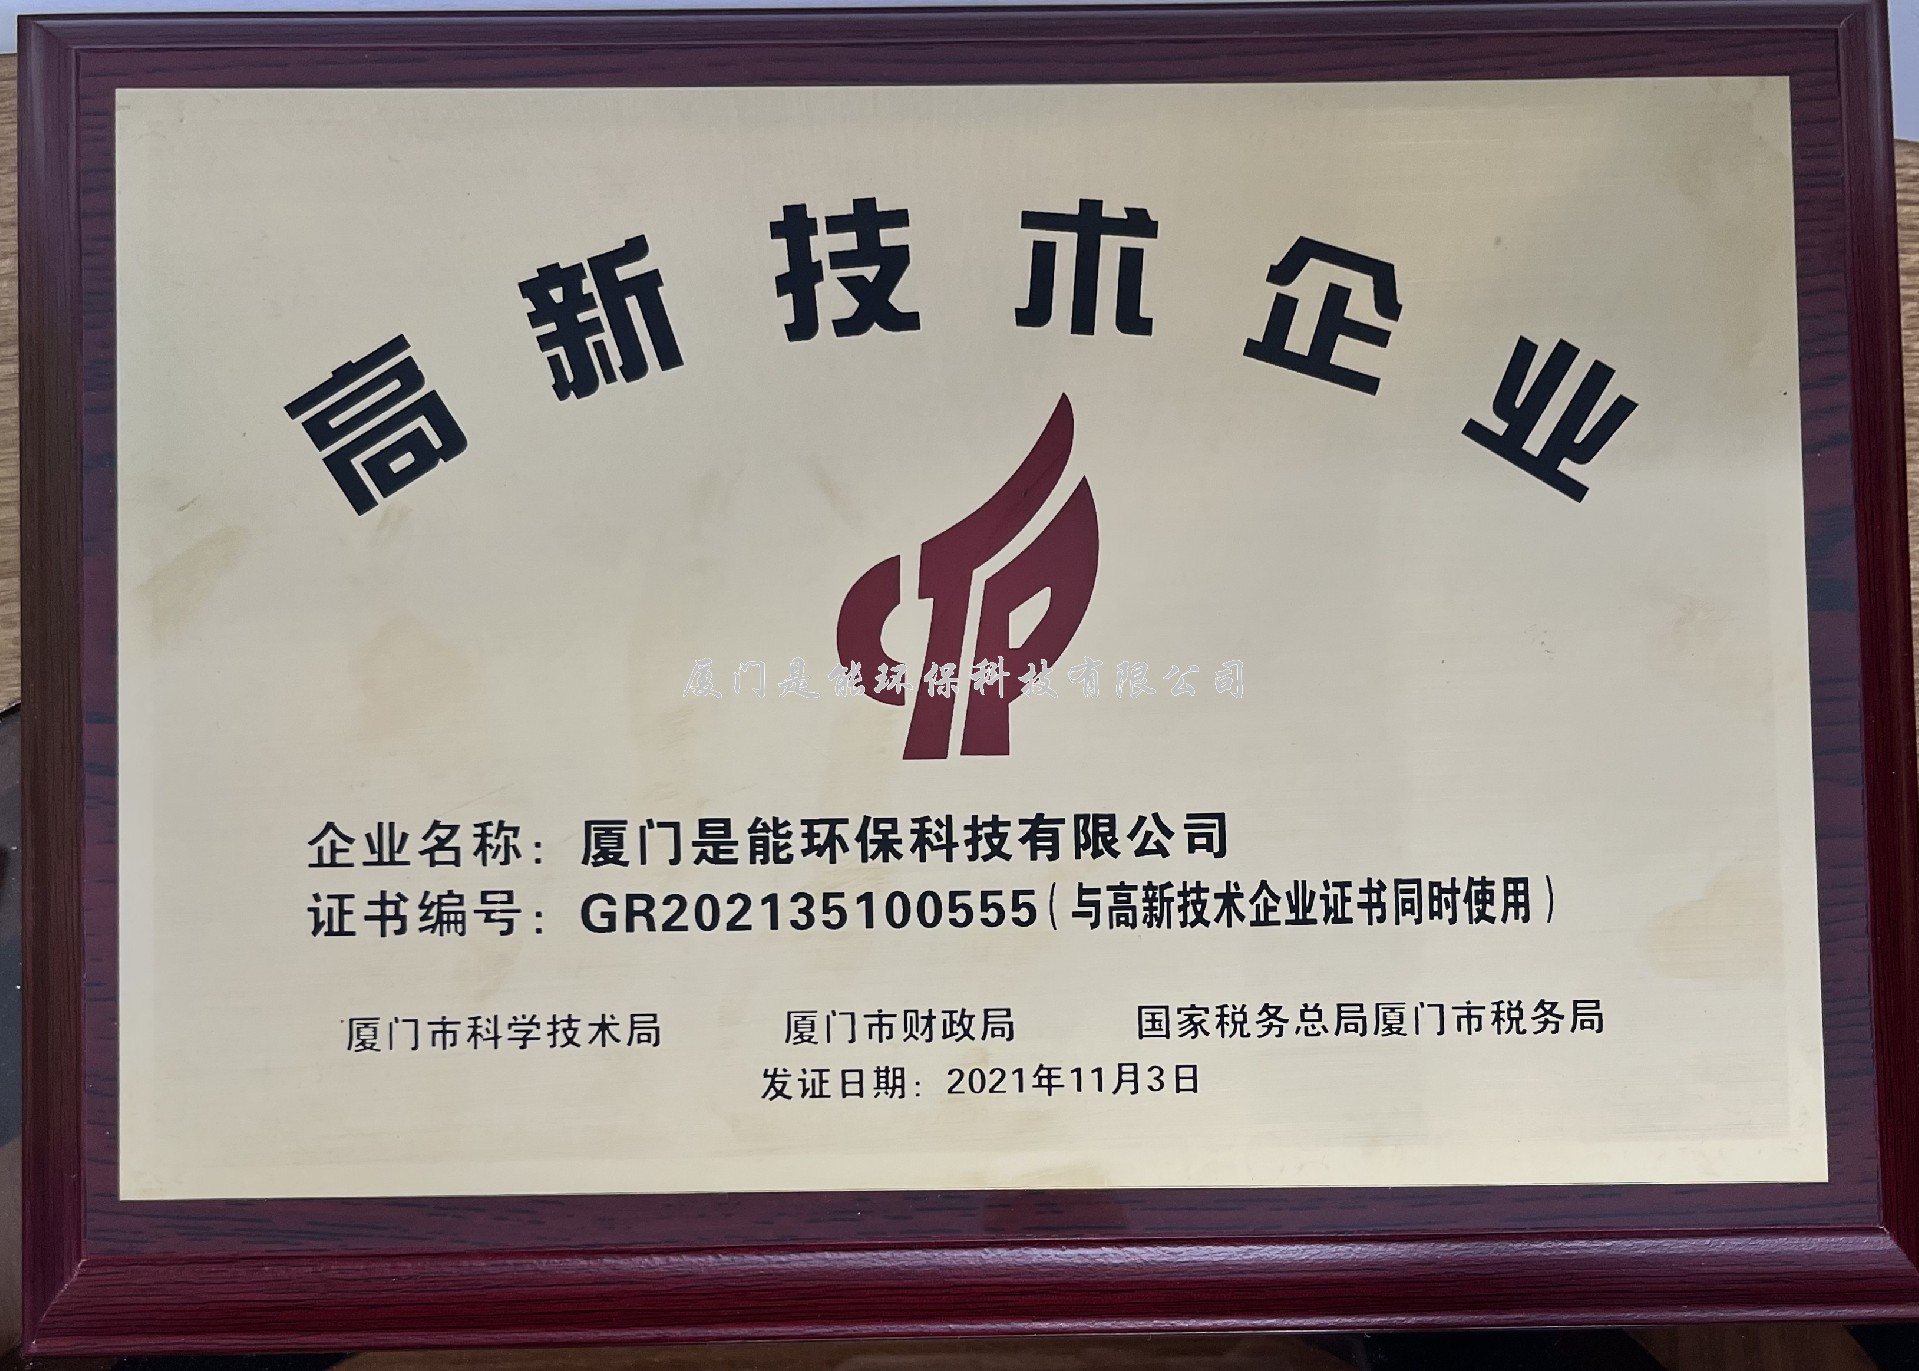 高新技术企业
厦门是能环保科技有限公司
企业名称：厦门是能环保科技有限公司
证书编号：GR202135100555（与高新技术企业证书同时使用）
厦门市科学技术局 厦门市财政局 国家税务总局厦门市税务局
发证日期：2021年11月3日